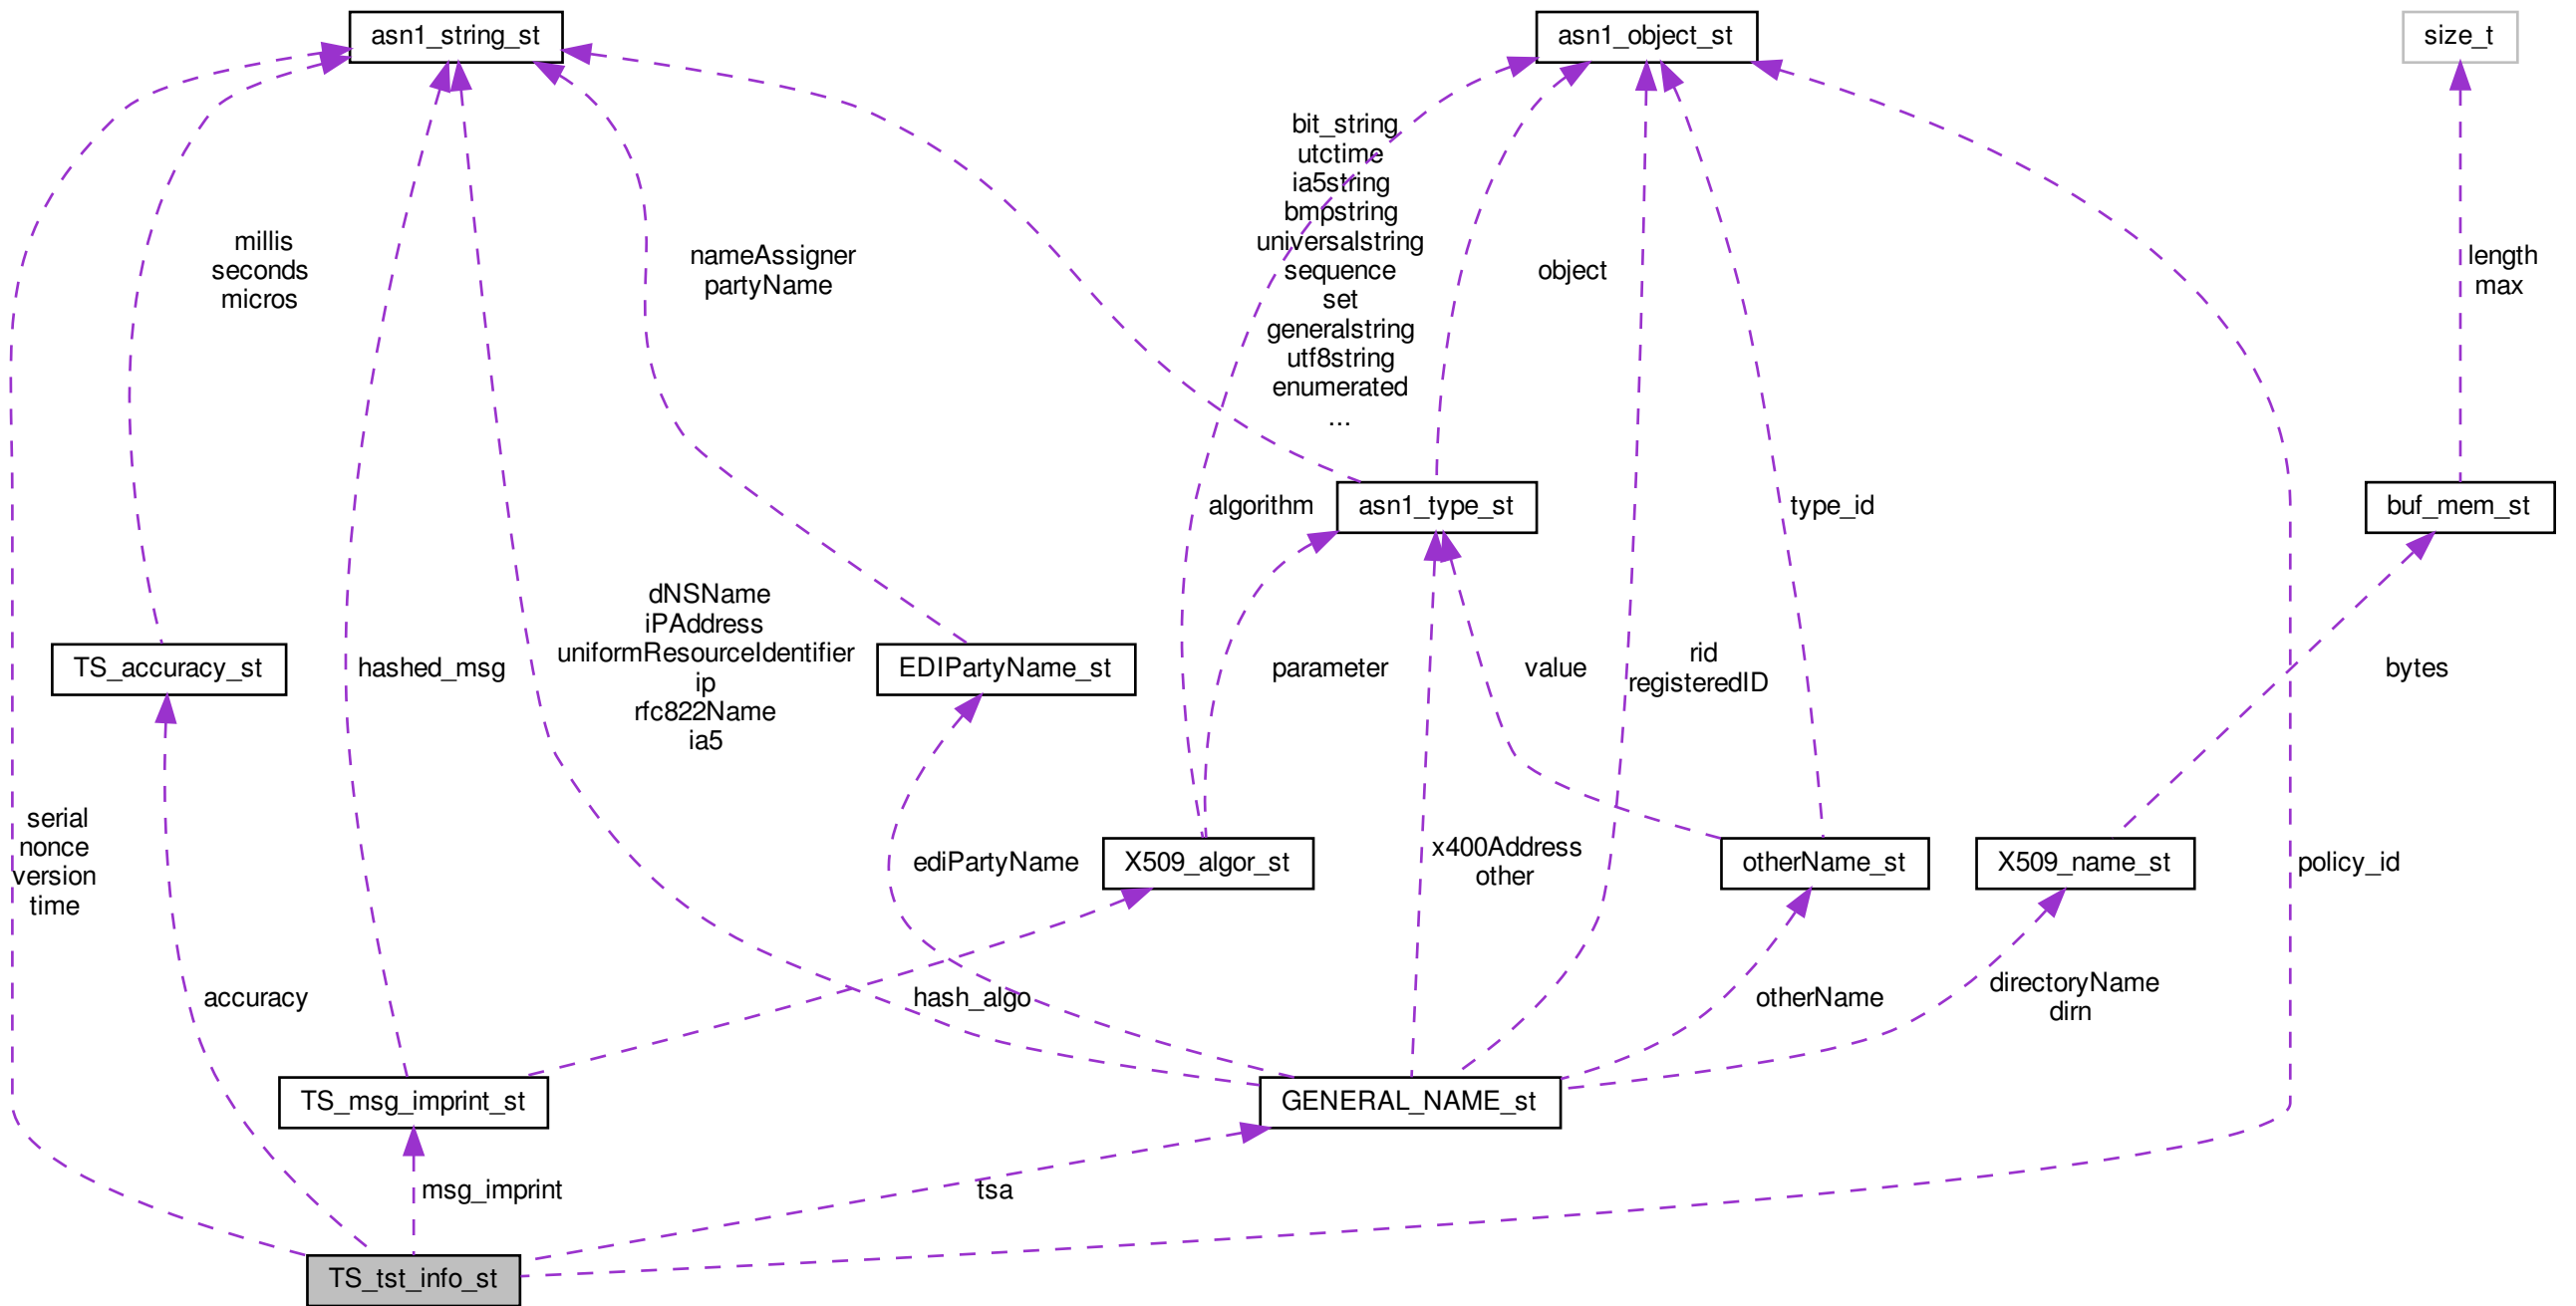 asn1_string_st
asn1_object_st
size_t
bit_string
utctime
ia5string
bmpstring
universalstring
sequence
set
generalstring
utf8string
enumerated
...
millis
seconds
micros
nameAssigner
partyName
object
length
max
algorithm
asn1_type_st
type_id
buf_mem_st
dNSName
iPAddress
uniformResourceIdentifier
ip
rfc822Name
ia5
TS_accuracy_st
hashed_msg
EDIPartyName_st
parameter
value
rid
registeredID
bytes
serial
nonce
version
time
ediPartyName
X509_algor_st
x400Address
other
otherName_st
X509_name_st
policy_id
accuracy
hash_algo
otherName
directoryName
dirn
TS_msg_imprint_st
GENERAL_NAME_st
msg_imprint
tsa
TS_tst_info_st